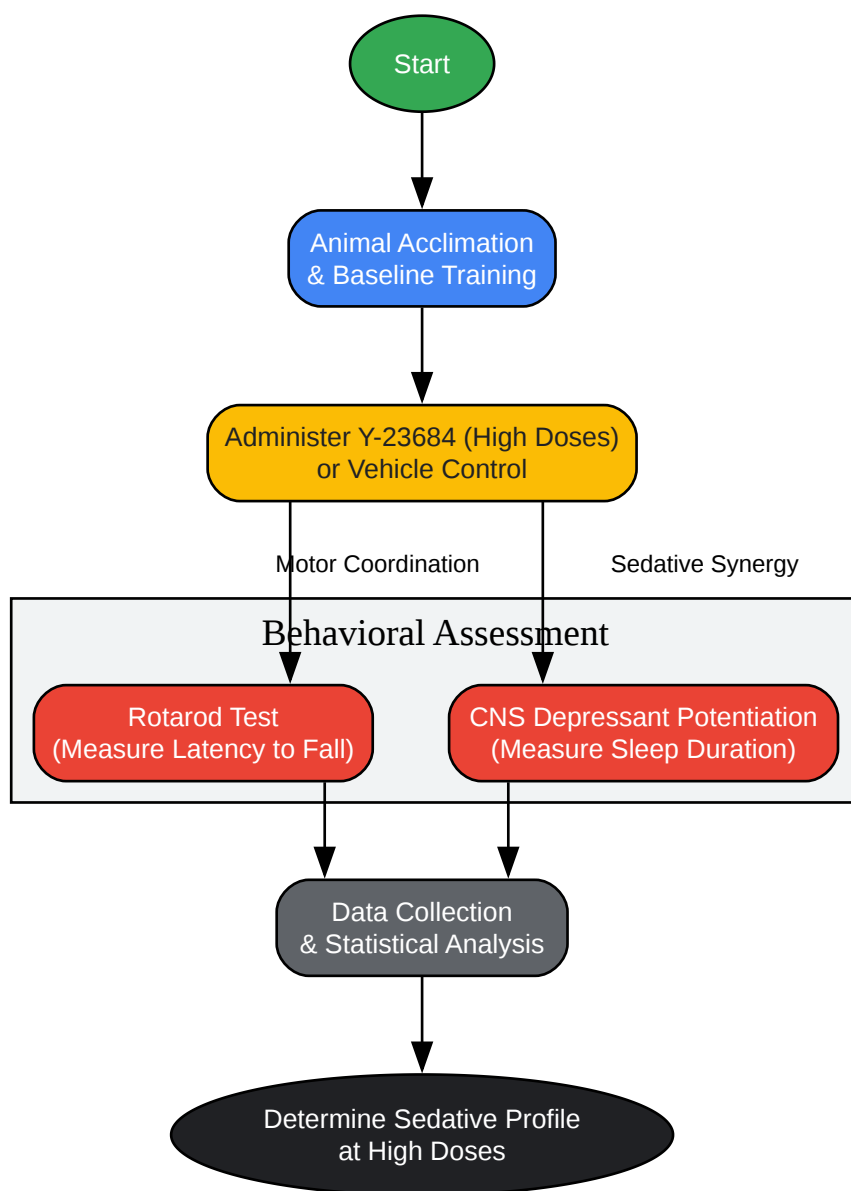 Start
Animal Acclimation
& Baseline Training
Administer Y-23684 (High Doses)
or Vehicle Control
Motor Coordination
Sedative Synergy
Behavioral Assessment
Rotarod Test
(Measure Latency to Fall)
CNS Depressant Potentiation
(Measure Sleep Duration)
Data Collection
& Statistical Analysis
Determine Sedative Profile
at High Doses